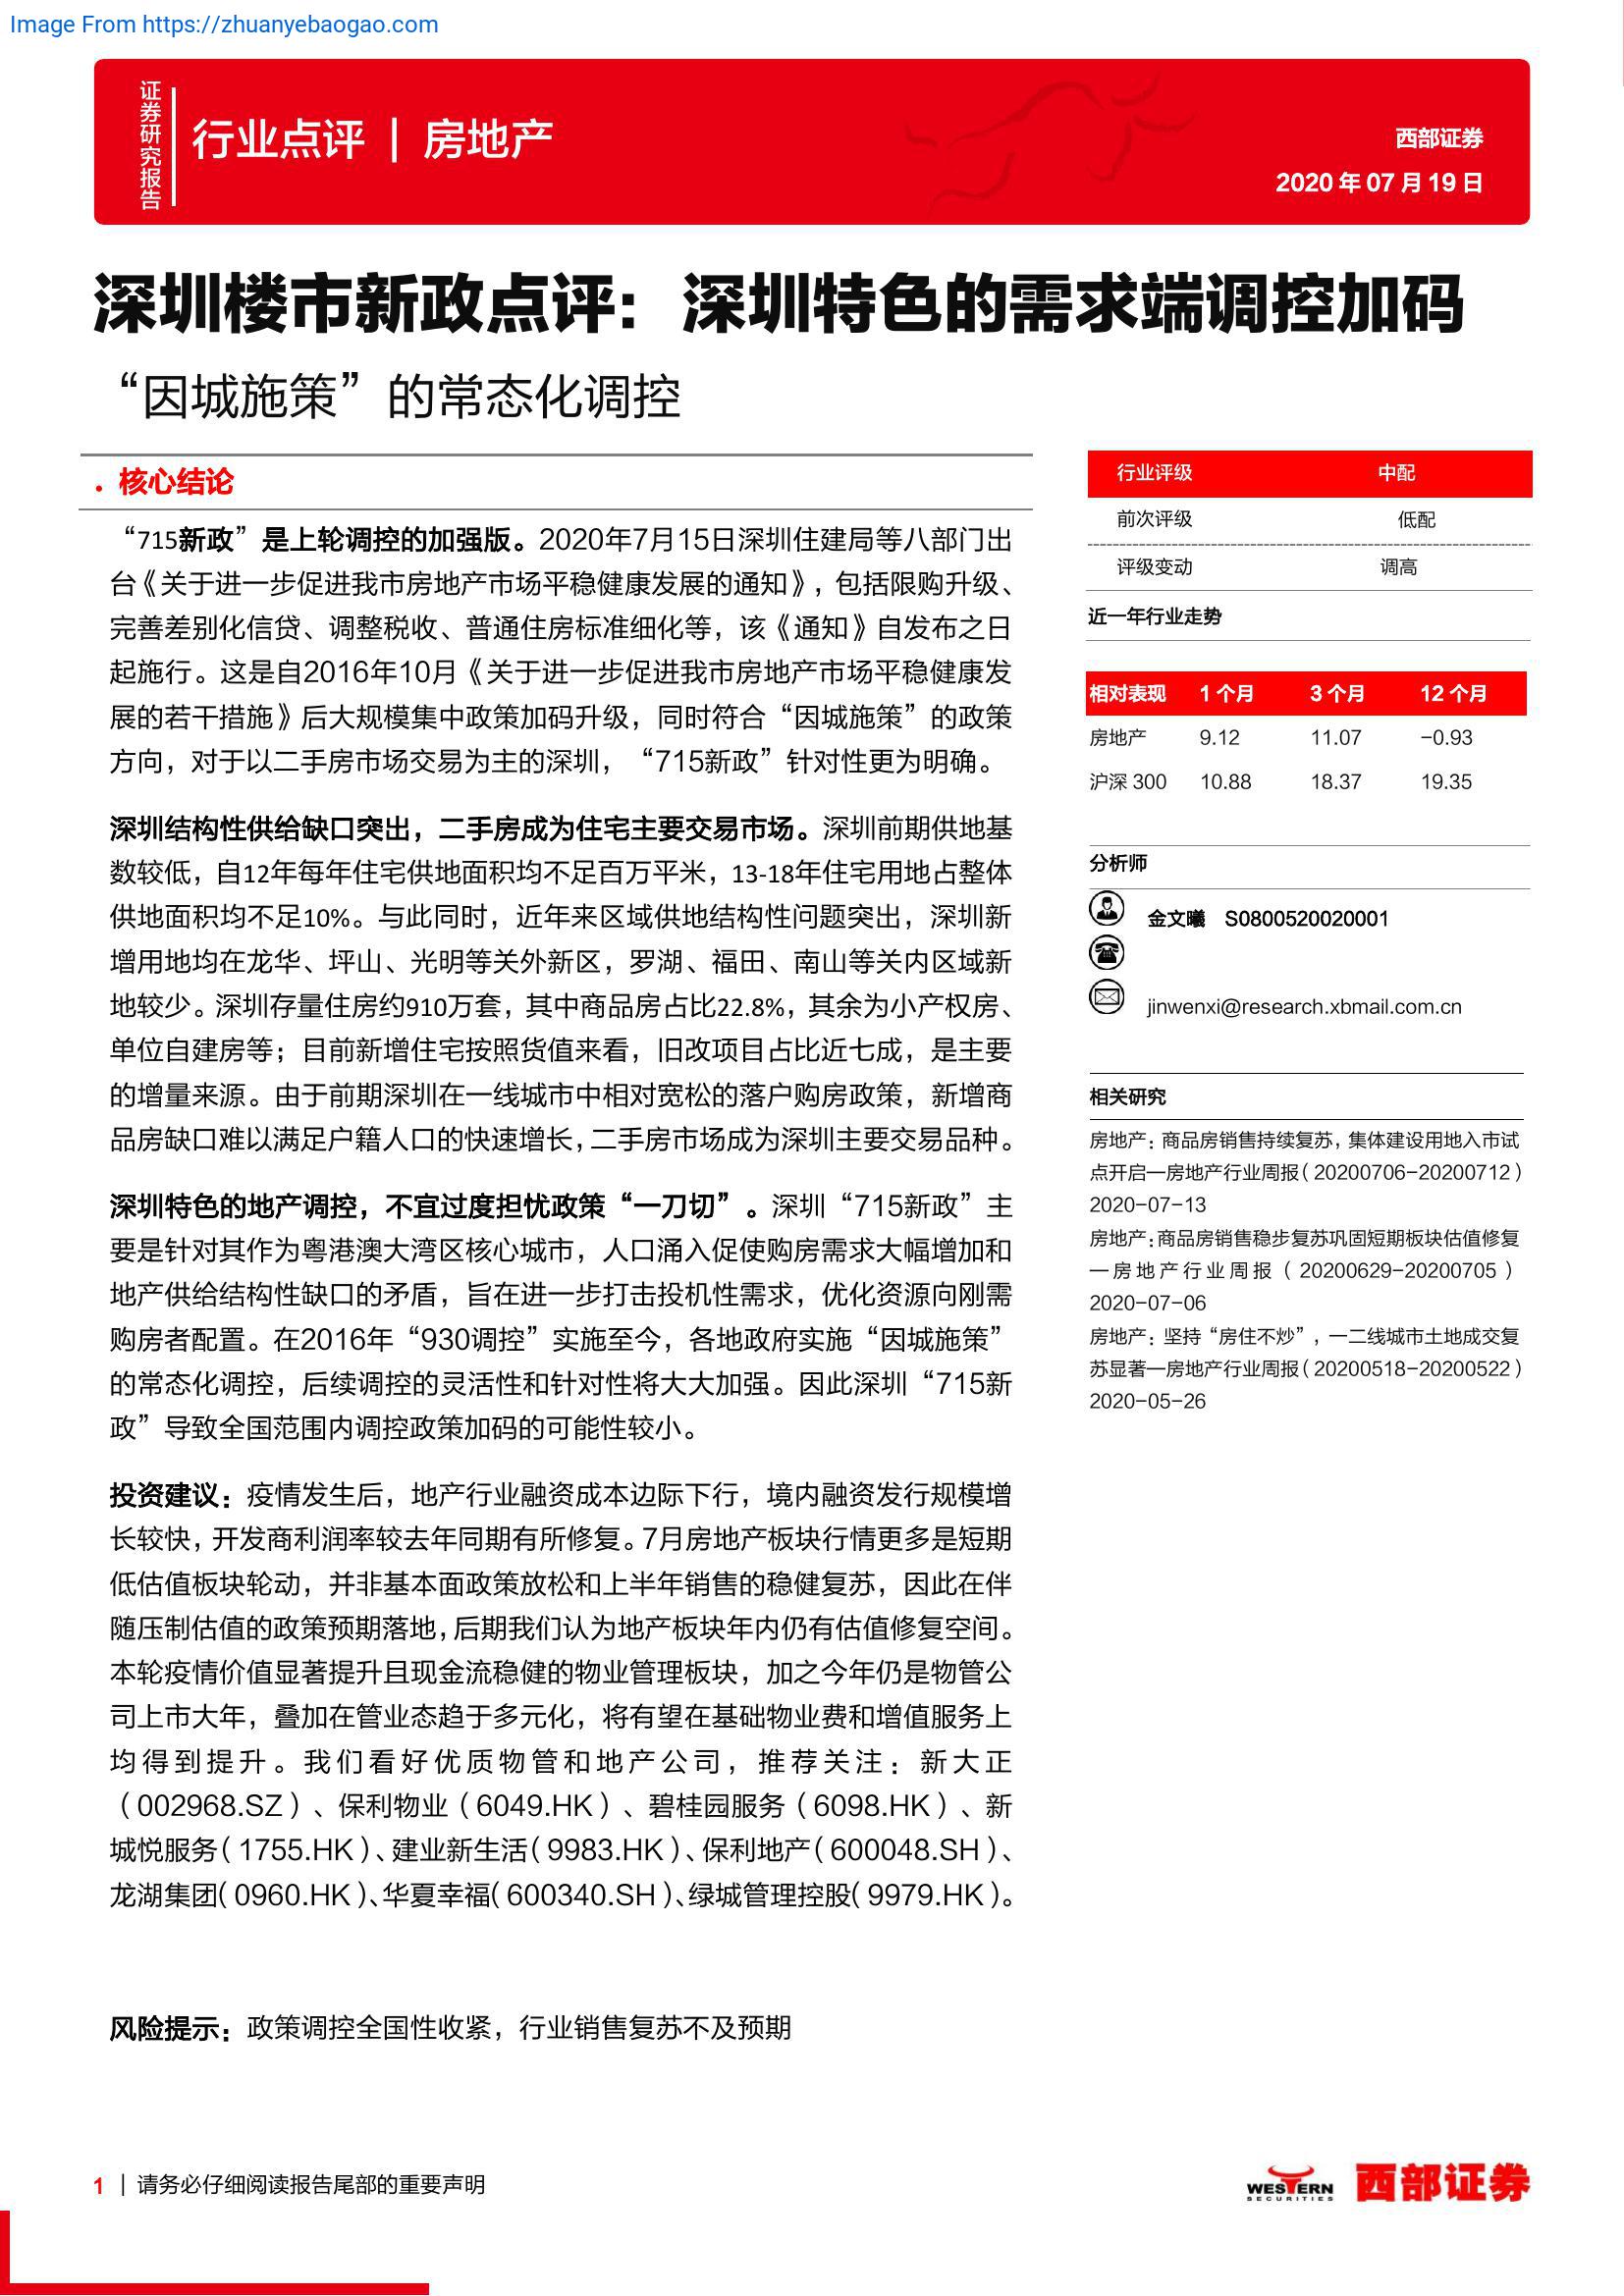 Image From https://zhuanyebaogao.com
证券研究报告
行业点评 | 房地产
西部证券
2020 年 07 月 19 日
深圳楼市新政点评：深圳特色的需求端调控加码
“因城施策”的常态化调控
• 核心结论
“715新政”是上轮调控的加强版。2020年7月15日深圳住建局等八部门出
台《关于进一步促进我市房地产市场平稳健康发展的通知》，包括限购升级、
完善差别化信贷、调整税收、普通住房标准细化等，该《通知》自发布之日
起施行。这是自2016年10月《关于进一步促进我市房地产市场平稳健康发
展的若干措施》后大规模集中政策加码升级，同时符合“因城施策”的政策
方向，对于以二手房市场交易为主的深圳，“715新政”针对性更为明确。
深圳结构性供给缺口突出，二手房成为住宅主要交易市场。深圳前期供地基
数较低，自12年每年住宅供地面积均不足百万平米，13-18年住宅用地占整体
供地面积均不足10%。与此同时，近年来区域供地结构性问题突出，深圳新
增用地均在龙华、坪山、光明等关外新区，罗湖、福田、南山等关内区域新
地较少。深圳存量住房约910万套，其中商品房占比22.8%，其余为小产权房、
单位自建房等；目前新增住宅按照货值来看，旧改项目占比近七成，是主要
的增量来源。由于前期深圳在一线城市中相对宽松的落户购房政策，新增商
品房缺口难以满足户籍人口的快速增长，二手房市场成为深圳主要交易品种。
深圳特色的地产调控，不宜过度担忧政策“一刀切”。深圳“715新政”主
要是针对其作为粤港澳大湾区核心城市，人口涌入促使购房需求大幅增加和
地产供给结构性缺口的矛盾，旨在进一步打击投机性需求，优化资源向刚需
购房者配置。在2016年“930调控”实施至今，各地政府实施“因城施策”
的常态化调控，后续调控的灵活性和针对性将大大加强。因此深圳“715新
政”导致全国范围内调控政策加码的可能性较小。
投资建议：疫情发生后，地产行业融资成本边际下行，境内融资发行规模增
长较快，开发商利润率较去年同期有所修复。7月房地产板块行情更多是短期
低估值板块轮动，并非基本面政策放松和上半年销售的稳健复苏，因此在伴
随压制估值的政策预期落地，后期我们认为地产板块年内仍有估值修复空间。
本轮疫情价值显著提升且现金流稳健的物业管理板块，加之今年仍是物管公
司上市大年，叠加在管业态趋于多元化，将有望在基础物业费和增值服务上
均得到提升。我们看好优质物管和地产公司，推荐关注：新大正
（002968.SZ）、保利物业（6049.HK）、碧桂园服务（6098.HK）、新
城悦服务（1755.HK）、建业新生活（9983.HK）、保利地产（600048.SH）、
龙湖集团（0960.HK）、华夏幸福（600340.SH）、绿城管理控股（9979.HK）。
风险提示：政策调控全国性收紧，行业销售复苏不及预期
行业评级 中配
前次评级 低配
评级变动 调高
近一年行业走势
相对表现 1 个月 3 个月 12 个月
房地产 9.12 11.07 -0.93
沪深 300 10.88 18.37 19.35
分析师
金文曦 S0800520020001
jinwenxi@research.xbmail.com.cn
相关研究
房地产：商品房销售持续复苏，集体建设用地入市试
点开启—房地产行业周报（20200706-20200712）
2020-07-13
房地产：商品房销售稳步复苏巩固短期板块估值修复
—房地产行业周报（20200629-20200705）
2020-07-06
房地产：坚持“房住不炒”，一二线城市土地成交复
苏显著—房地产行业周报（20200518-20200522）
2020-05-26
1 | 请务必仔细阅读报告尾部的重要声明
WESTERN
SECURITIES
西部证券